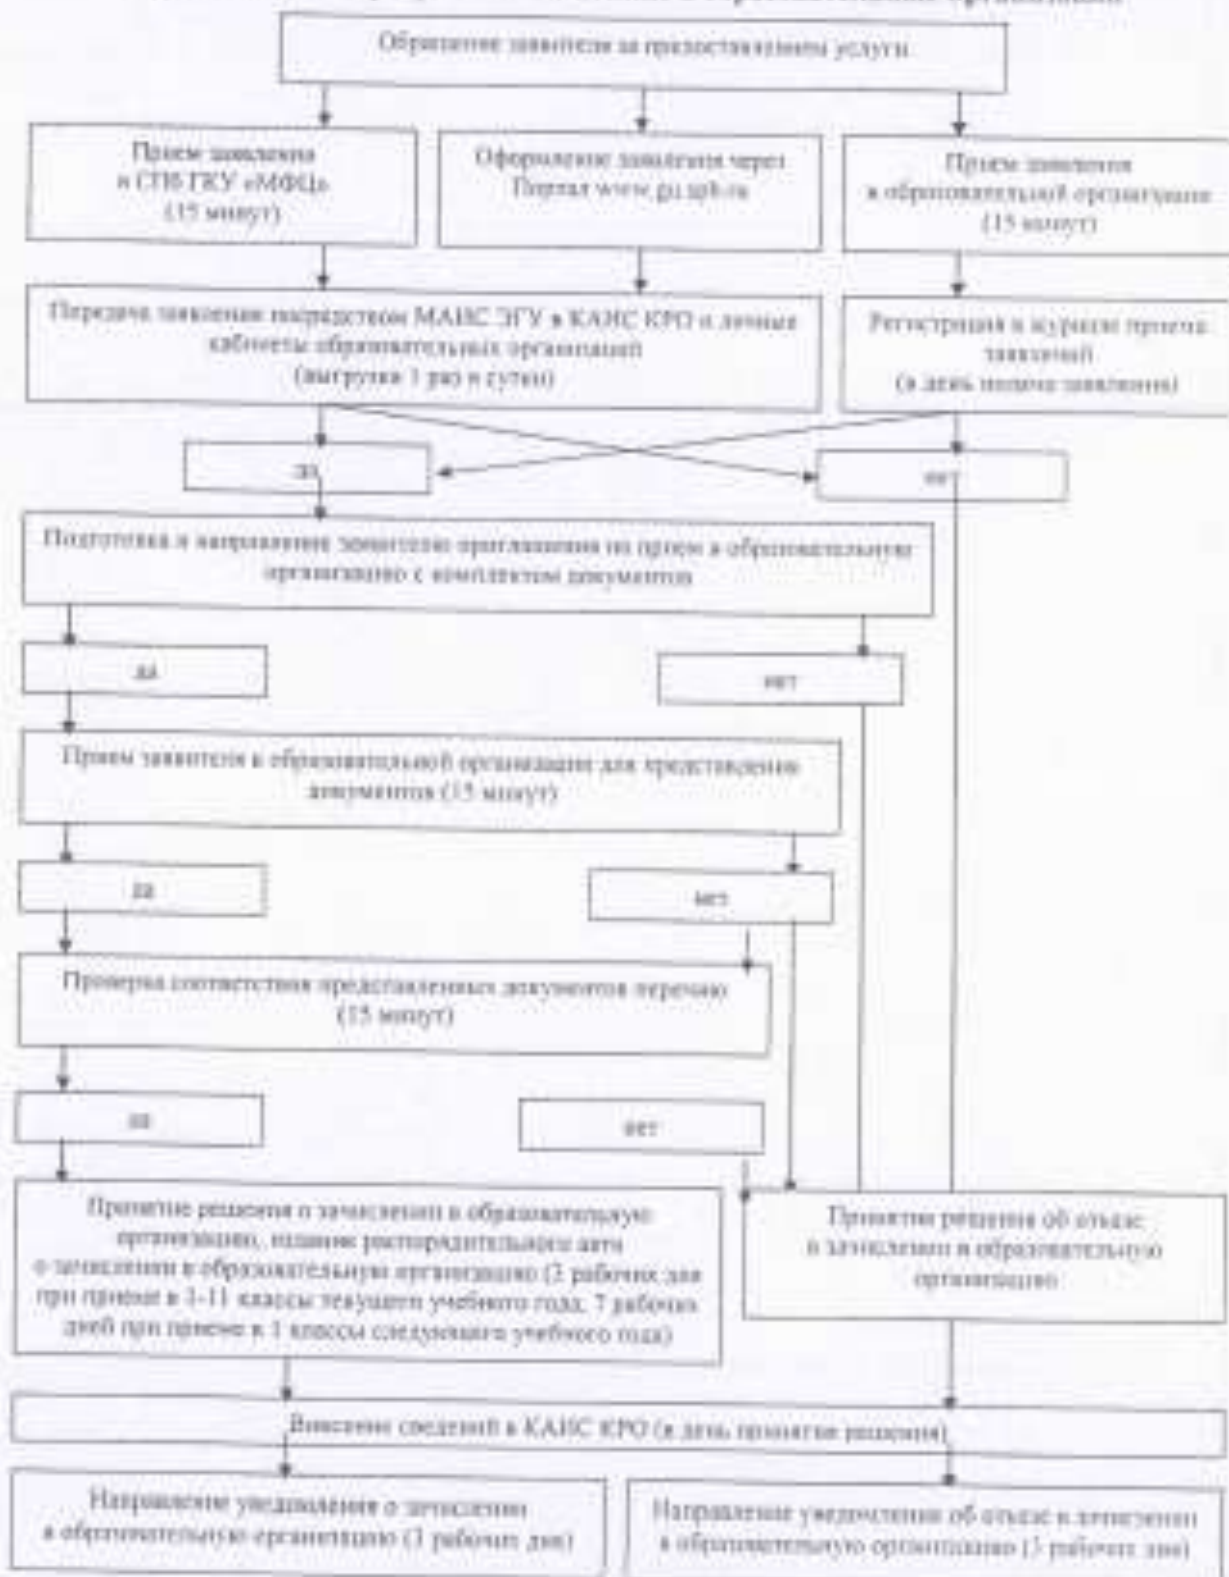 Обращение заявителя за предоставлением услуги
Прием заявления
в СПб ГКУ «МФЦ»
(15 минут)
Оформление заявления через
Портал www.gu.spb.ru
Прием заявления
в образовательной организации
(15 минут)
Передача заявления посредством МАИС ЭГУ в КАИС КРО и личные
кабинеты образовательных организаций
(выгрузка 1 раз в сутки)
Регистрация в журнале приема
заявлений
(в день подачи заявления)
да
нет
Подготовка и направление заявителю приглашения на прием в образовательную
организацию с комплектом документов
да
нет
Прием заявителя в образовательной организации для представления
документов (15 минут)
да
нет
Проверка соответствия представленных документов перечню
(15 минут)
да
нет
Принятие решения о зачислении в образовательную
организацию, издание распорядительного акта
о зачислении в образовательную организацию (3 рабочих дня
при приеме в 1-11 классы текущего учебного года, 7 рабочих
дней при приеме в 1 классы следующего учебного года)
Принятие решения об отказе
в зачислении в образовательную
организацию
Внесение сведений в КАИС КРО (в день принятия решения)
Направление уведомления о зачислении
в образовательную организацию (3 рабочих дня)
Направление уведомления об отказе в зачислении
в образовательную организацию (3 рабочих дня)